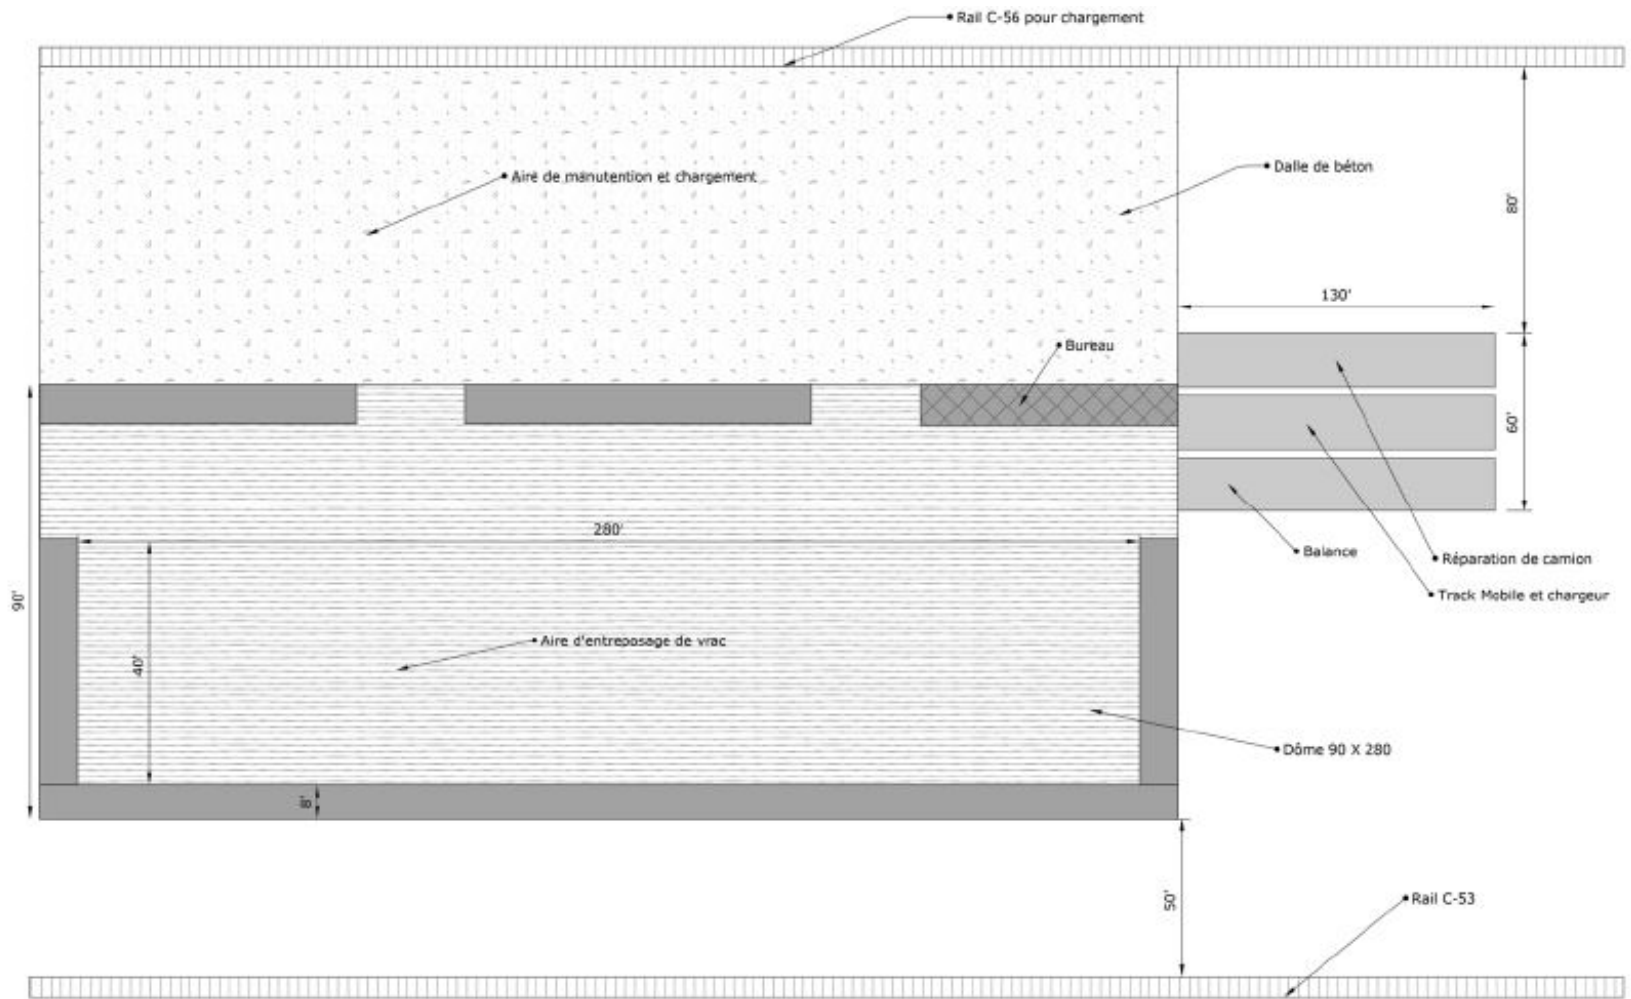 Rail C-56 pour chargement
Aire de manutention et chargement
Dalle de béton
80'
130'
Bureau
60'
280'
Balance
Réparation de camion
Track Mobile et chargeur
90'
40'
Aire d'entreposage de vrac
Dôme 90 X 280
8'
50'
Rail C-53